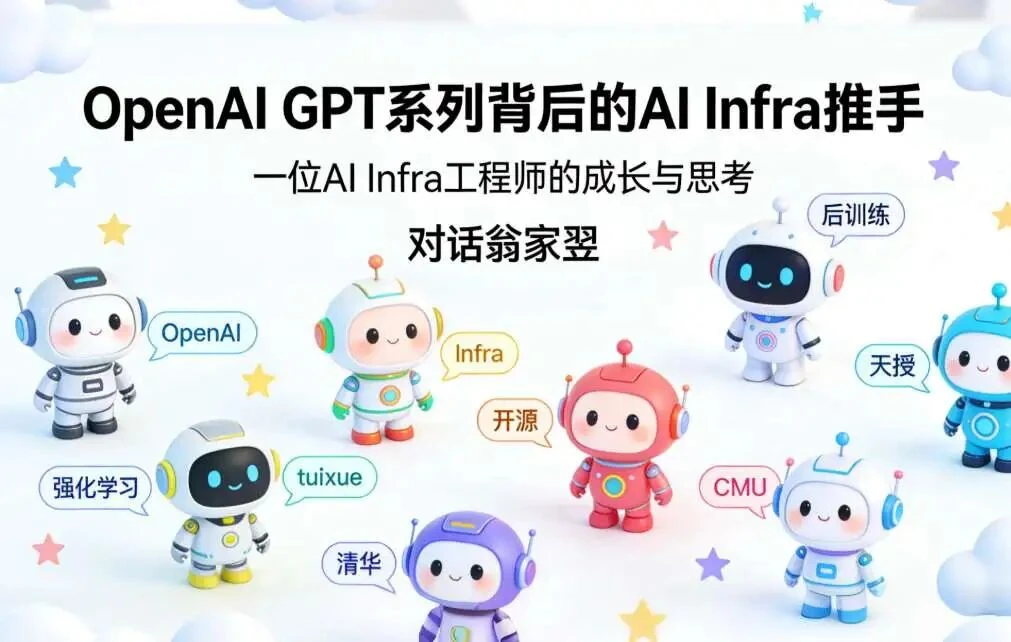 OpenAI GPT系列背后的AI Infra推手
一位AI Infra工程师的成长与思考
对话翁家翌
后训练
OpenAI
Infra
天授
开源
强化学习
tuixue
CMU
清华